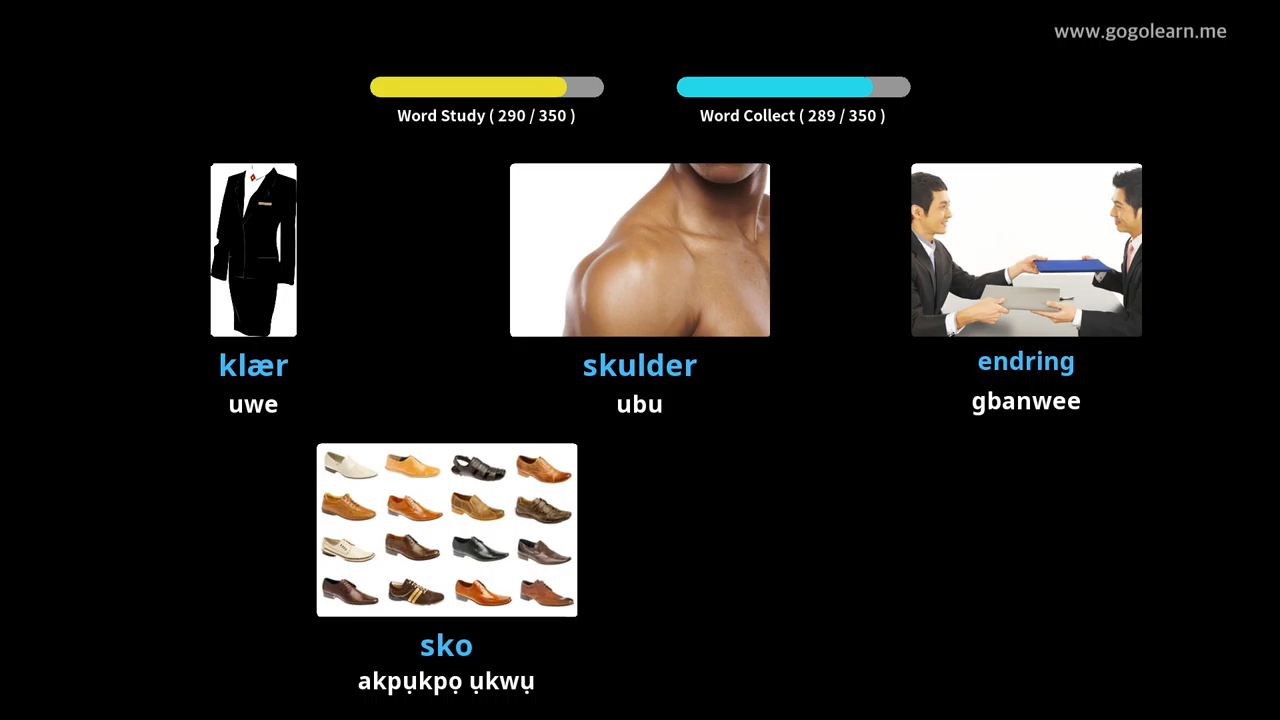 www.gogolearn.me
Word Study ( 290 / 350 )
Word Collect ( 289 / 350 )
klær
skulder
endring
uwe
ubu
gbanwee
sko
akpụkpọ ụkwụ